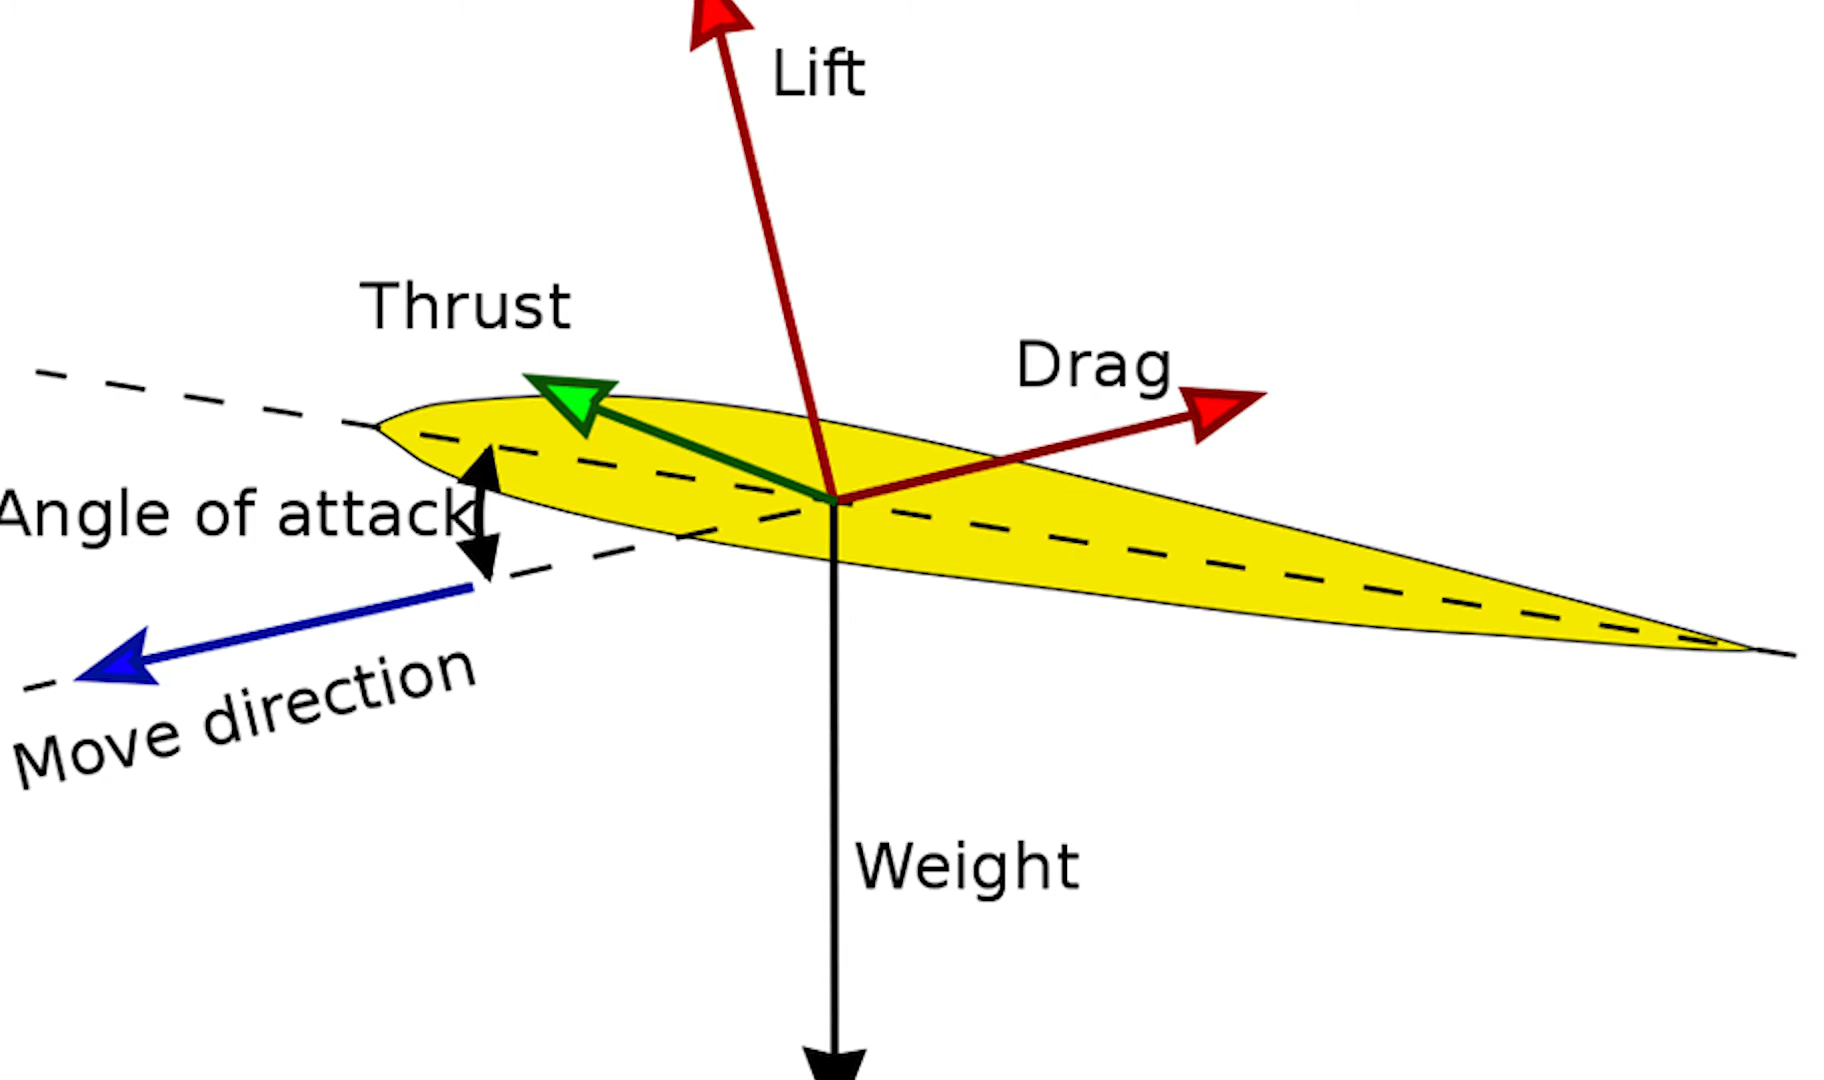 Lift
Thrust
Drag
Angle of attack
Move direction
Weight